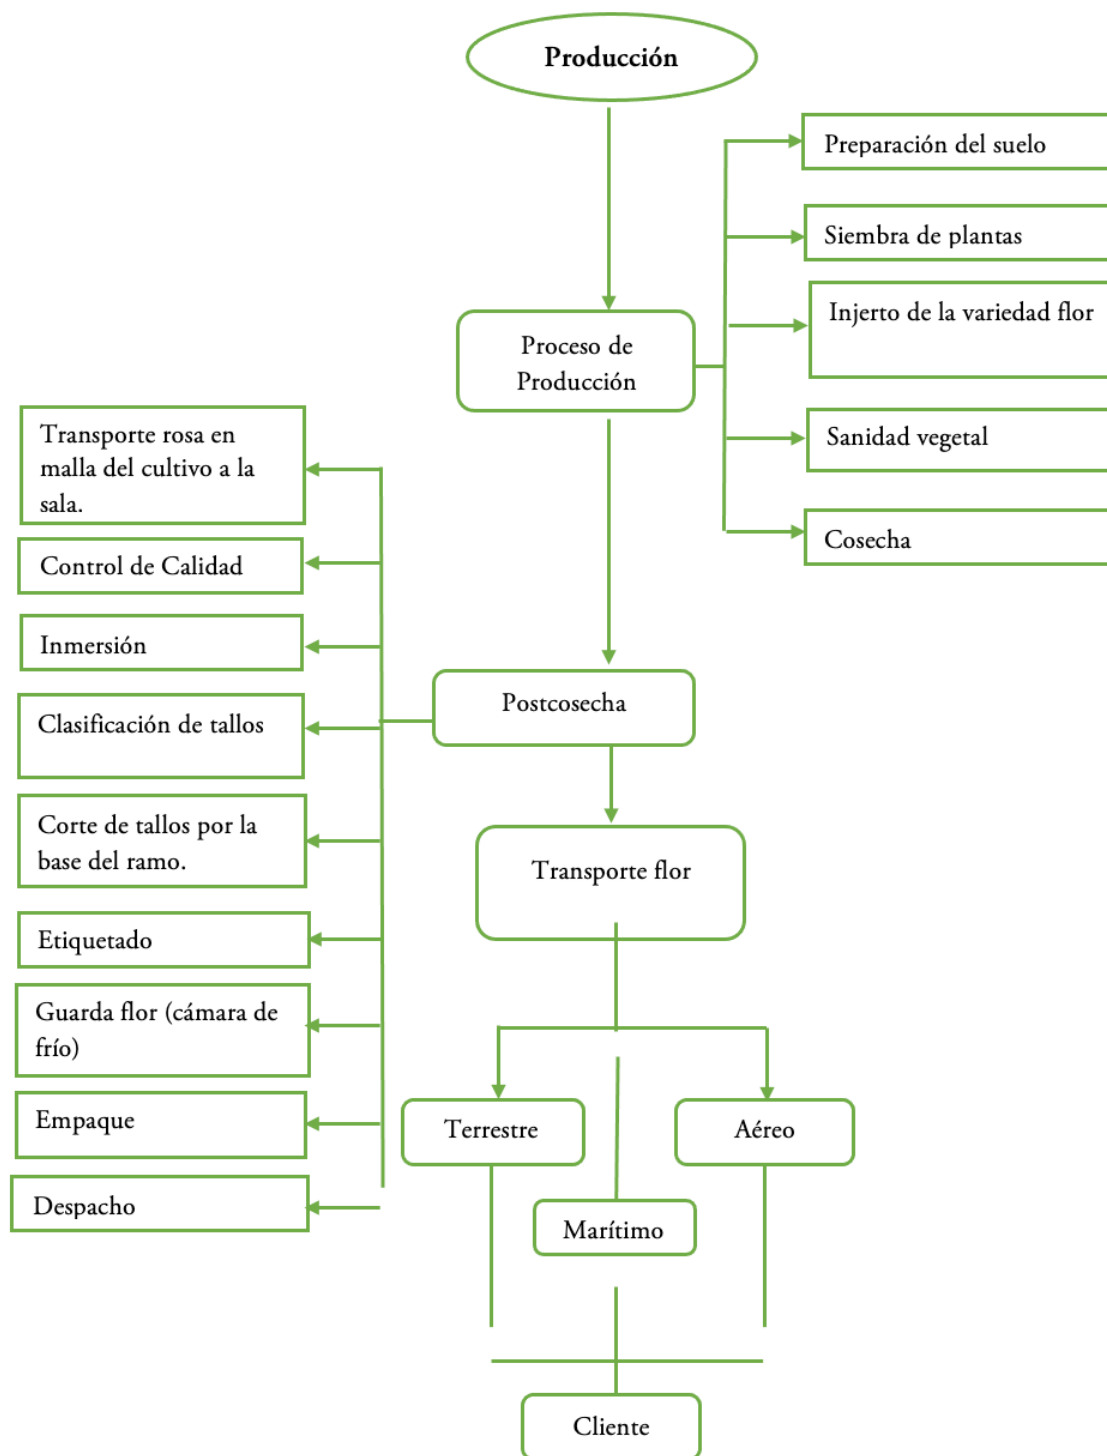 Producción
Preparación del suelo
Siembra de plantas
Injerto de la variedad flor
Proceso de
Producción
Sanidad vegetal
Cosecha
Transporte rosa en
malla del cultivo a la
sala.
Control de Calidad
Inmersión
Clasificación de tallos
Corte de tallos por la
base del ramo.
Etiquetado
Guarda flor (cámara de
frío)
Empaque
Despacho
Postcosecha
Transporte flor
Terrestre
Aéreo
Marítimo
Cliente